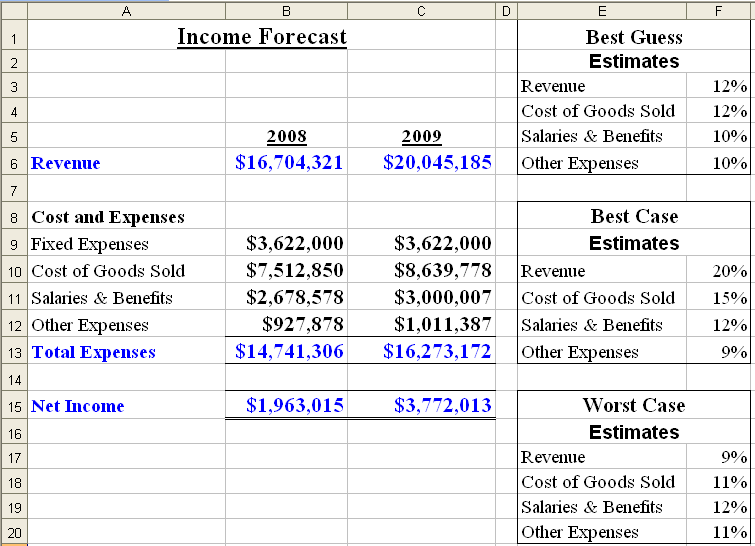 A B C D E F
1 Income Forecast Best Guess
2 Estimates
3 Revenue 12%
4 Cost of Goods Sold 12%
5 2008 2009 Salaries & Benefits 10%
6 Revenue $16,704,321 $20,045,185 Other Expenses 10%
7
8 Cost and Expenses Best Case
9 Fixed Expenses $3,622,000 $3,622,000 Estimates
10 Cost of Goods Sold $7,512,850 $8,639,778 Revenue 20%
11 Salaries & Benefits $2,678,578 $3,000,007 Cost of Goods Sold 15%
12 Other Expenses $927,878 $1,011,387 Salaries & Benefits 12%
13 Total Expenses $14,741,306 $16,273,172 Other Expenses 9%
14
15 Net Income $1,963,015 $3,772,013 Worst Case
16 Estimates
17 Revenue 9%
18 Cost of Goods Sold 11%
19 Salaries & Benefits 12%
20 Other Expenses 11%